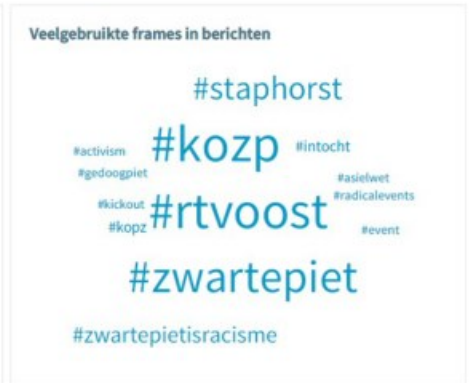 Veelgebruikte frames in berichten
#staphorst
#activism #kozp #intocht
#gedoogpiet
#asielwet
#kickout #rtvoost #radicalevents
#kopz
#event
#zwartepiet
#zwartepietisracisme